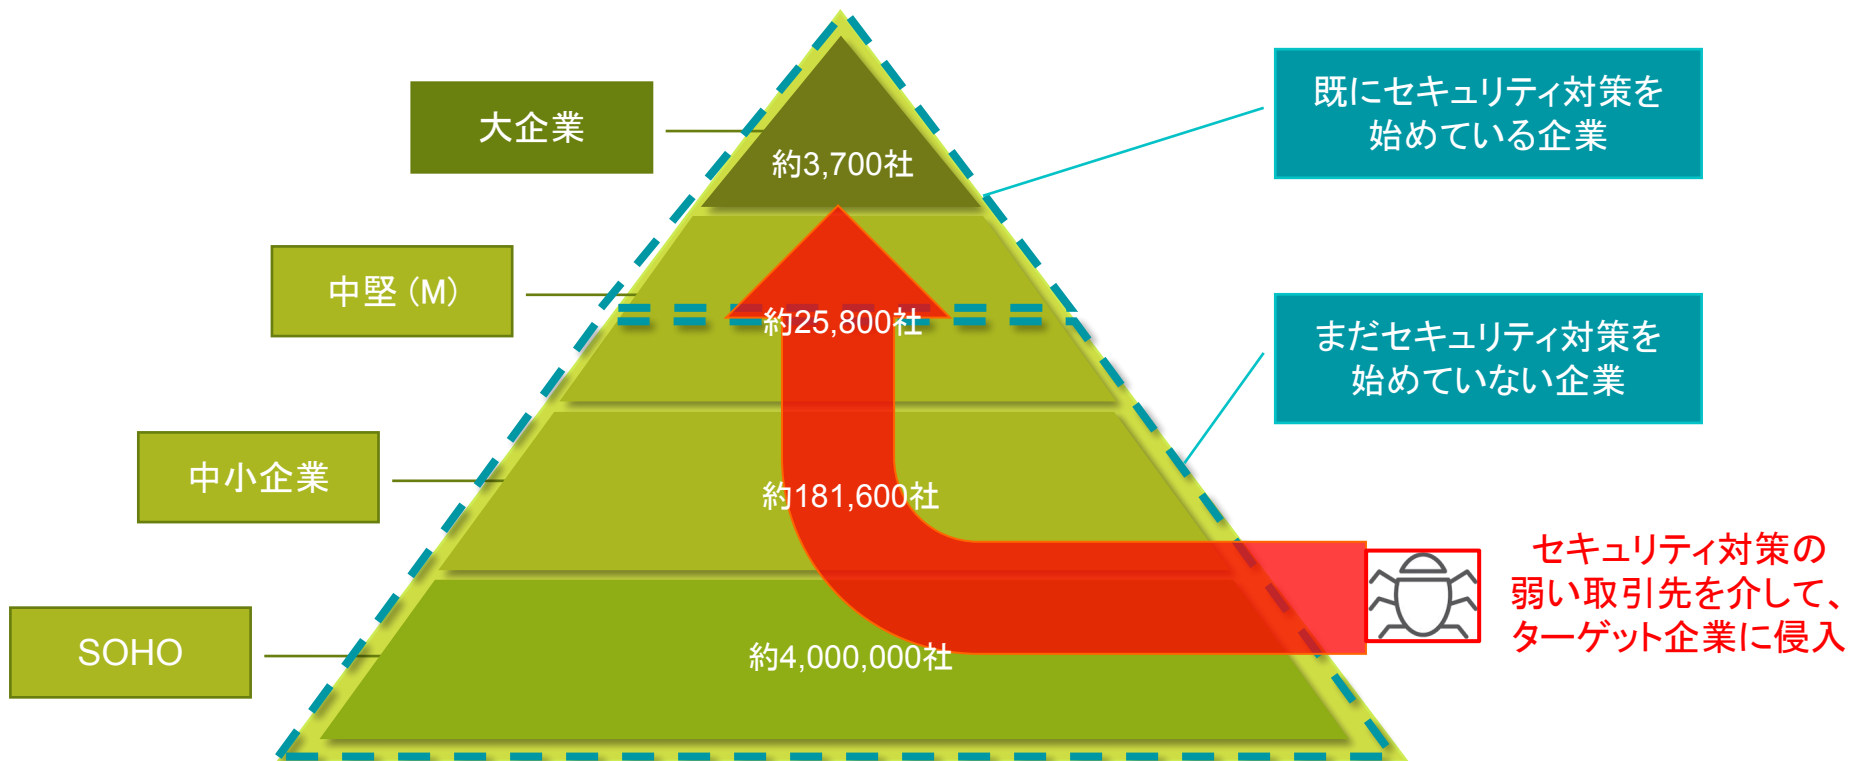 大企業
約3,700社
既にセキュリティ対策を
始めている企業
中堅(M)
約25,800社
まだセキュリティ対策を
始めていない企業
中小企業
約181,600社
セキュリティ対策の
弱い取引先を介して、
ターゲット企業に侵入
SOHO
約4,000,000社